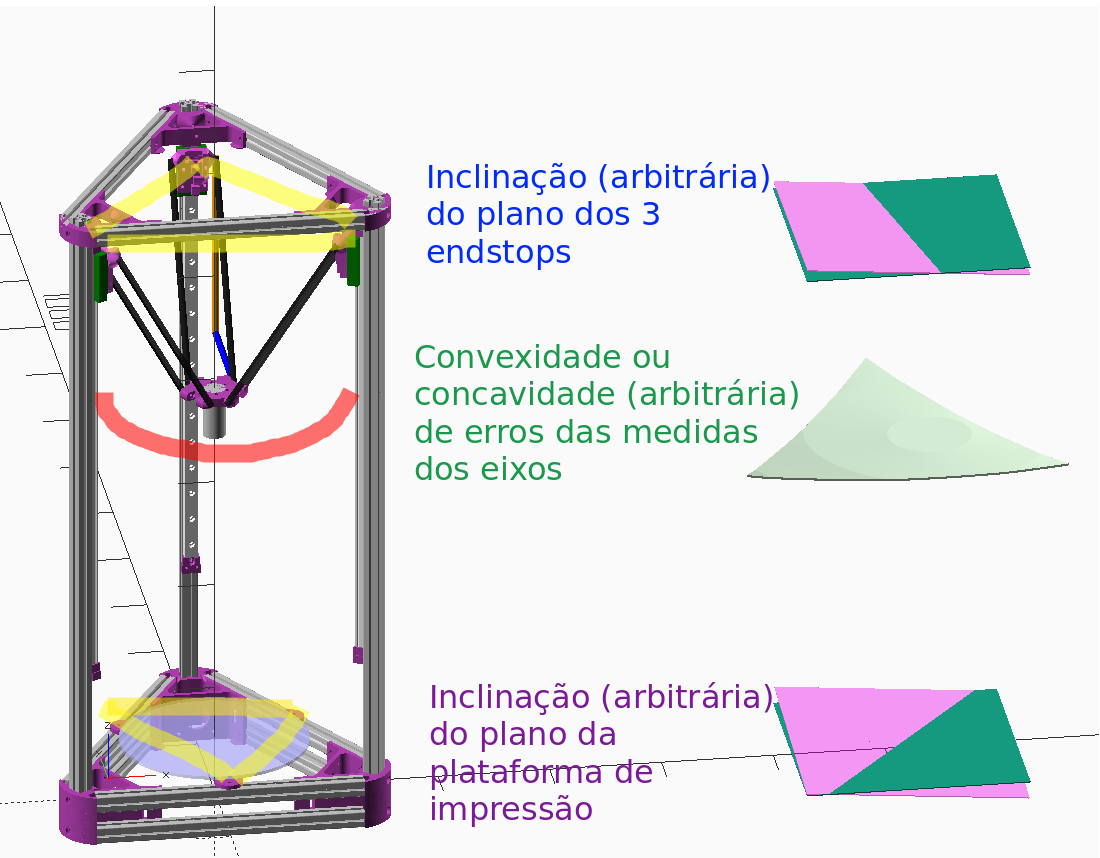 Inclinação (arbitrária)
do plano dos 3
endstops
Convexidade ou
concavidade (arbitrária)
de erros das medidas
dos eixos
Inclinação (arbitrária)
do plano da
plataforma de
impressão
z
x